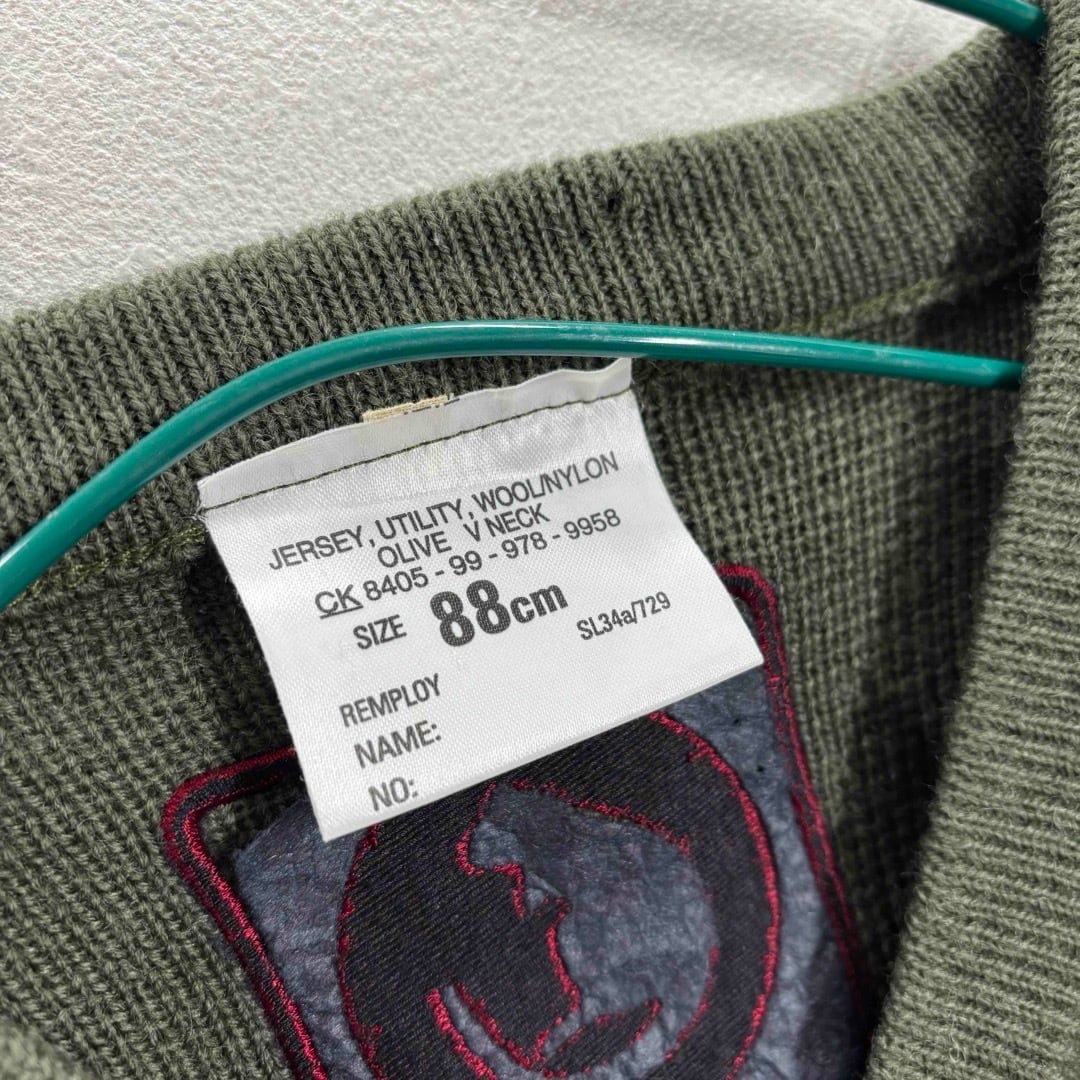 JERSEY, UTILITY, WOOL/NYLON
OLIVE V NECK
CK 8405 - 99 - 978 - 9958
SIZE 88cm
SL34a/729
REMPLOY
NAME:
NO: